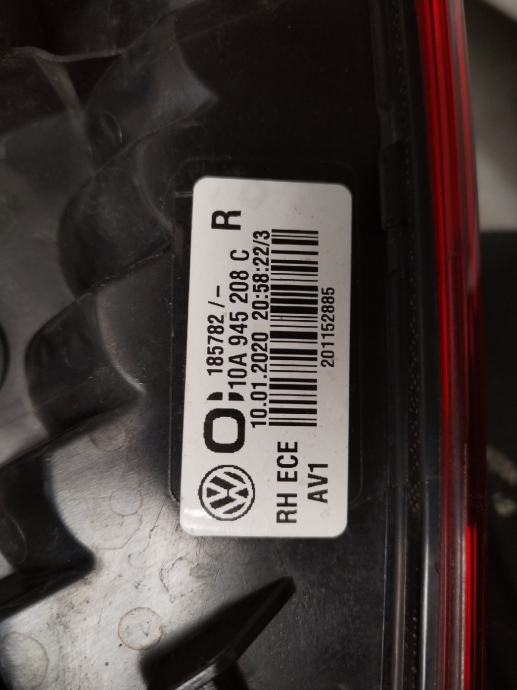 185782/-
10A 945 208 C R
10.01.2020 20:58:22/3
201152885
RH ECE
AV1